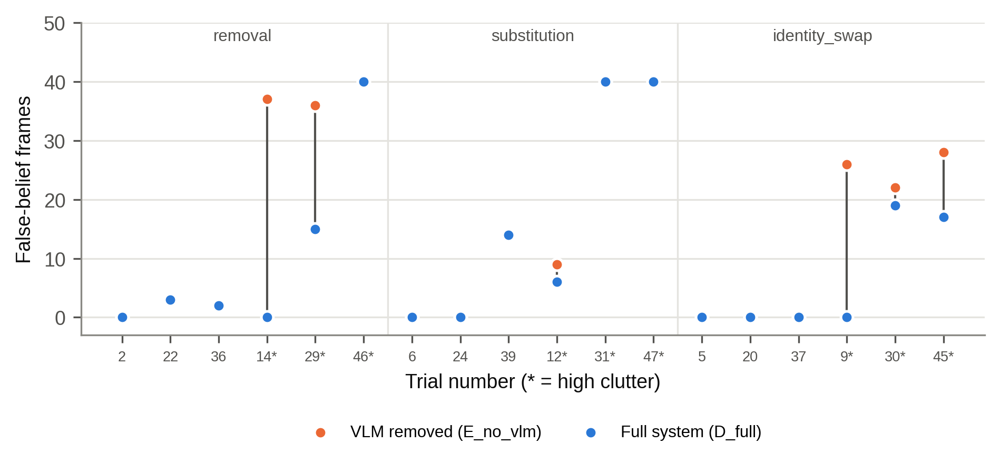 50
removal substitution identity_swap
40
30
20
10
0
False-belief frames
2 22 36 14* 29* 46* 6 24 39 12* 31* 47* 5 20 37 9* 30* 45*
Trial number (* = high clutter)
VLM removed (E_no_vlm) Full system (D_full)